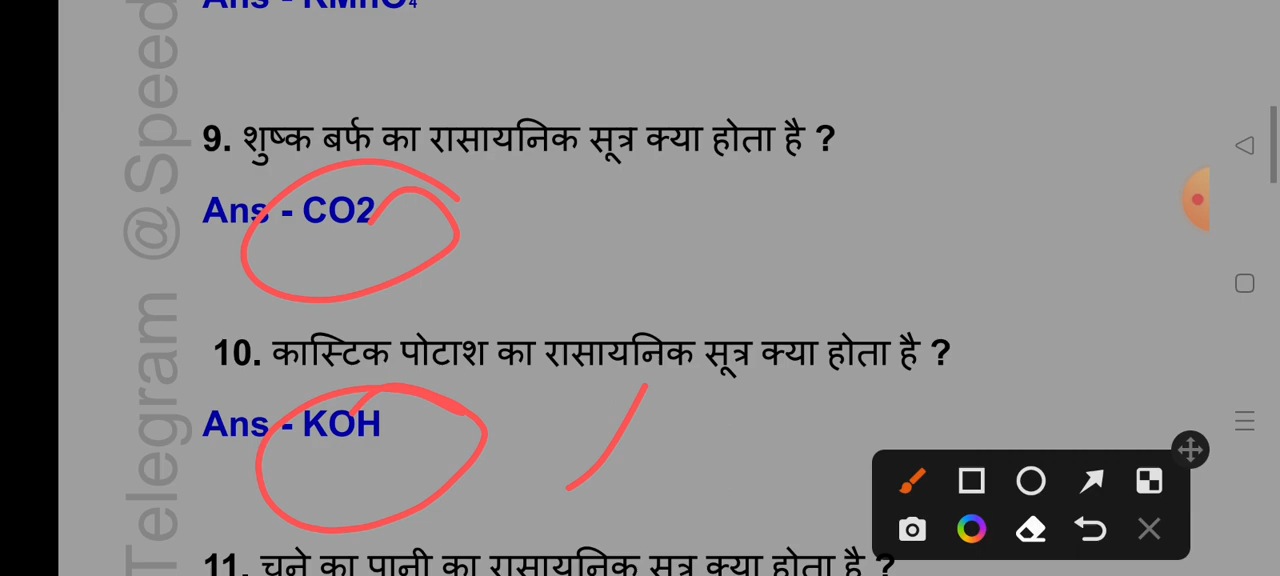 Ans - KMnO₄
9. शुष्क बर्फ का रासायनिक सूत्र क्या होता है ?
Ans - CO2
10. कास्टिक पोटाश का रासायनिक सूत्र क्या होता है ?
Ans - KOH
11. चूने का पानी का रासायनिक सूत्र क्या होता है ?
Telegram @Speed